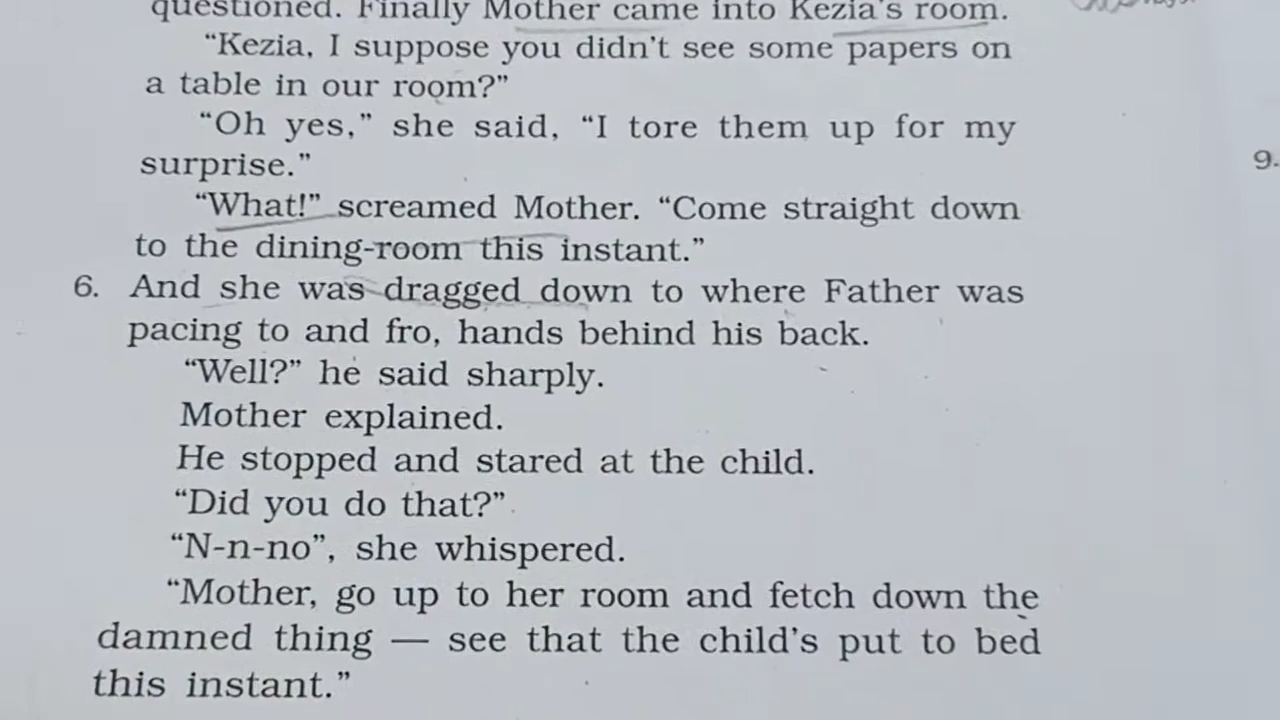 questioned. Finally Mother came into Kezia's room.
“Kezia, I suppose you didn't see some papers on
a table in our room?”
“Oh yes,” she said, “I tore them up for my
surprise.”
“What!” screamed Mother. “Come straight down
to the dining-room this instant.”
6. And she was dragged down to where Father was
pacing to and fro, hands behind his back.
“Well?” he said sharply.
Mother explained.
He stopped and stared at the child.
“Did you do that?”
“N-n-no”, she whispered.
“Mother, go up to her room and fetch down the
damned thing — see that the child's put to bed
this instant.”
9.